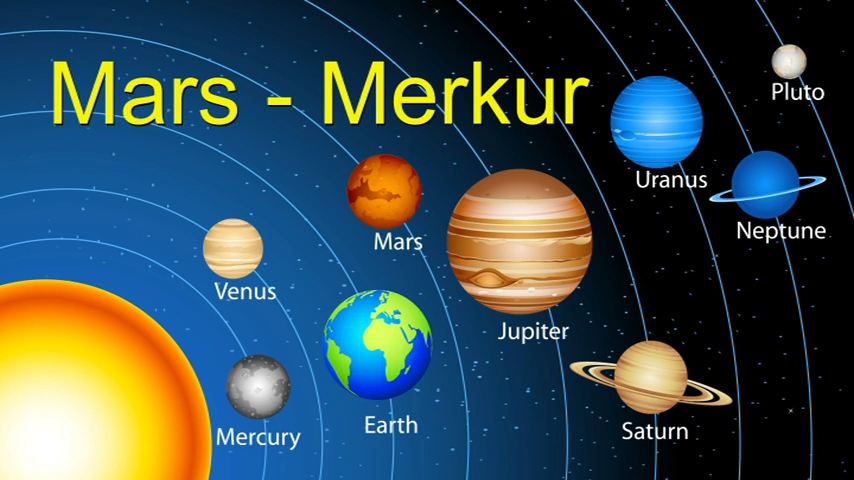 Mars - Merkur
Pluto
Uranus
Neptune
Mars
Venus
Jupiter
Earth
Saturn
Mercury